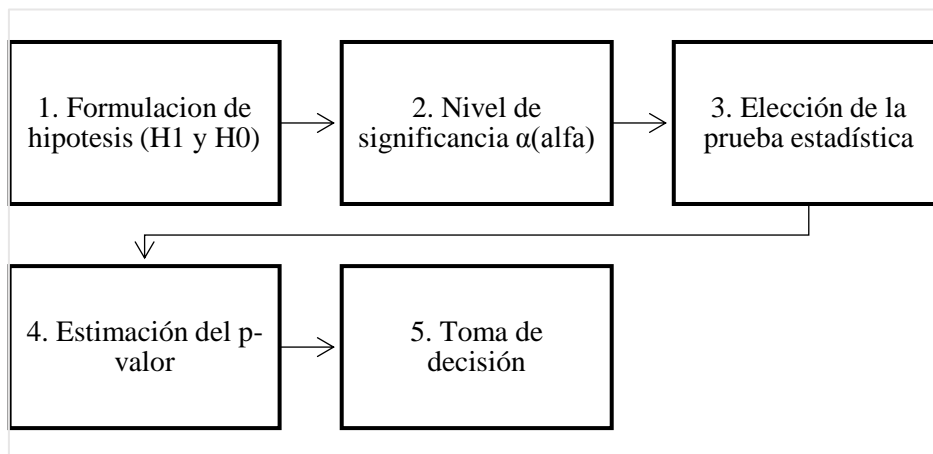 1. Formulacion de
hipotesis (H1 y H0)
2. Nivel de
significancia α(alfa)
3. Elección de la
prueba estadística
4. Estimación del p-
valor
5. Toma de
decisión